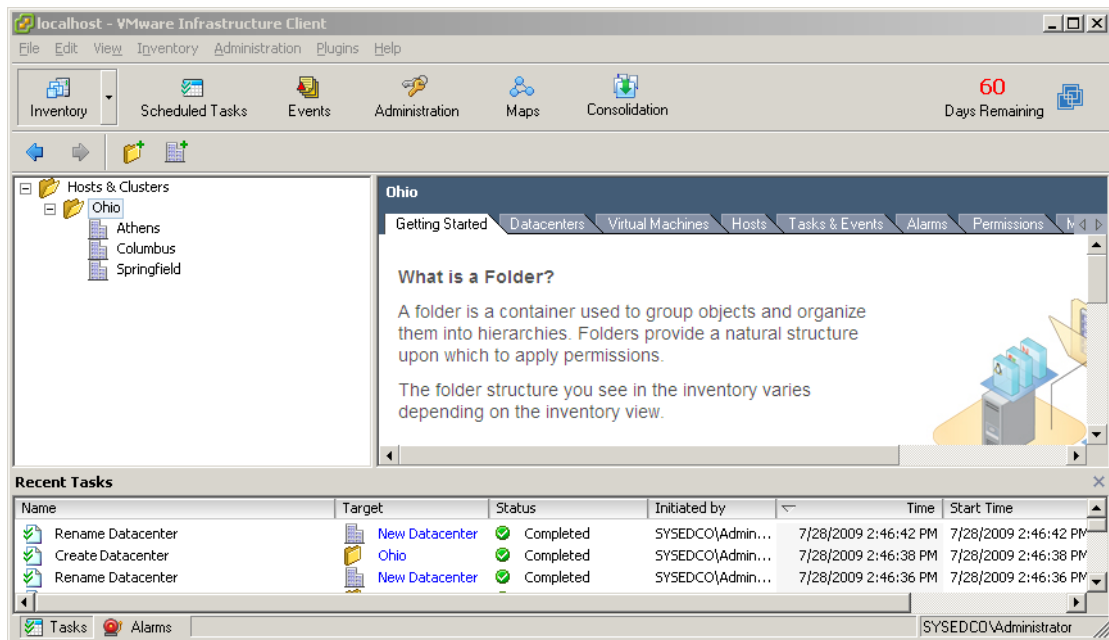 localhost - VMware Infrastructure Client
File Edit View Inventory Administration Plugins Help
Inventory Scheduled Tasks Events Administration Maps Consolidation
60
Days Remaining
Hosts & Clusters
Ohio
Athens
Columbus
Springfield
Ohio
Getting Started Datacenters Virtual Machines Hosts Tasks & Events Alarms Permissions
What is a Folder?
A folder is a container used to group objects and organize
them into hierarchies. Folders provide a natural structure
upon which to apply permissions.
The folder structure you see in the inventory varies
depending on the inventory view.
Recent Tasks
Name Target Status Initiated by Time Start Time
Rename Datacenter New Datacenter Completed SYSEDCO\Admin... 7/28/2009 2:46:42 PM 7/28/2009 2:46:42 PM
Create Datacenter Ohio Completed SYSEDCO\Admin... 7/28/2009 2:46:38 PM 7/28/2009 2:46:38 PM
Rename Datacenter New Datacenter Completed SYSEDCO\Admin... 7/28/2009 2:46:36 PM 7/28/2009 2:46:36 PM
Tasks Alarms SYSEDCO\Administrator